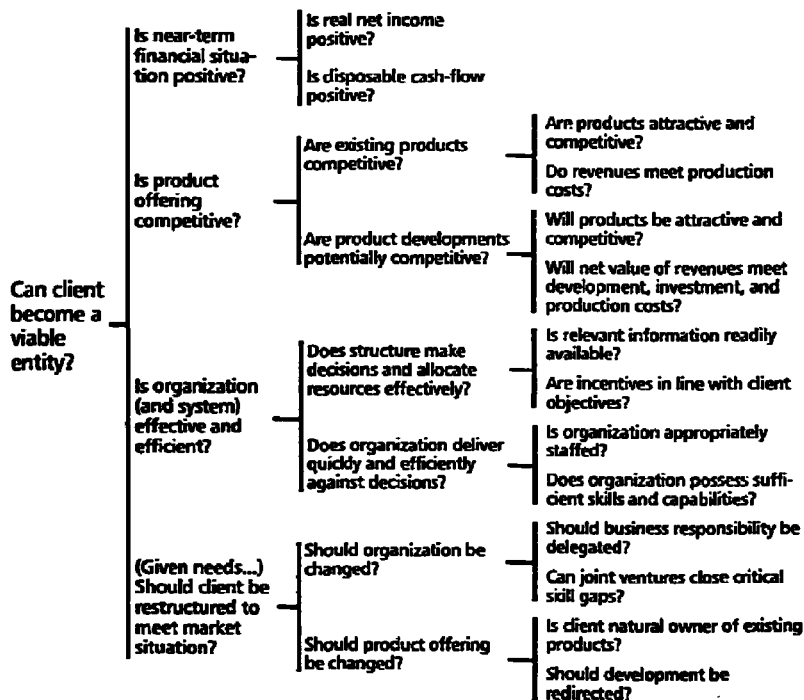 Can client
become a
viable
entity?
Is near-term
financial situa-
tion positive?
Is real net income
positive?
Is disposable cash-flow
positive?
Is product
offering
competitive?
Are existing products
competitive?
Are products attractive and
competitive?
Do revenues meet production
costs?
Are product developments
potentially competitive?
Will products be attractive and
competitive?
Will net value of revenues meet
development, investment, and
production costs?
Is organization
(and system)
effective and
efficient?
Does structure make
decisions and allocate
resources effectively?
Is relevant information readily
available?
Are incentives in line with client
objectives?
Does organization deliver
quickly and efficiently
against decisions?
Is organization appropriately
staffed?
Does organization possess suffi-
cient skills and capabilities?
(Given needs...)
Should client be
restructured to
meet market
situation?
Should organization be
changed?
Should business responsibility be
delegated?
Can joint ventures close critical
skill gaps?
Should product offering
be changed?
Is client natural owner of existing
products?
Should development be
redirected?